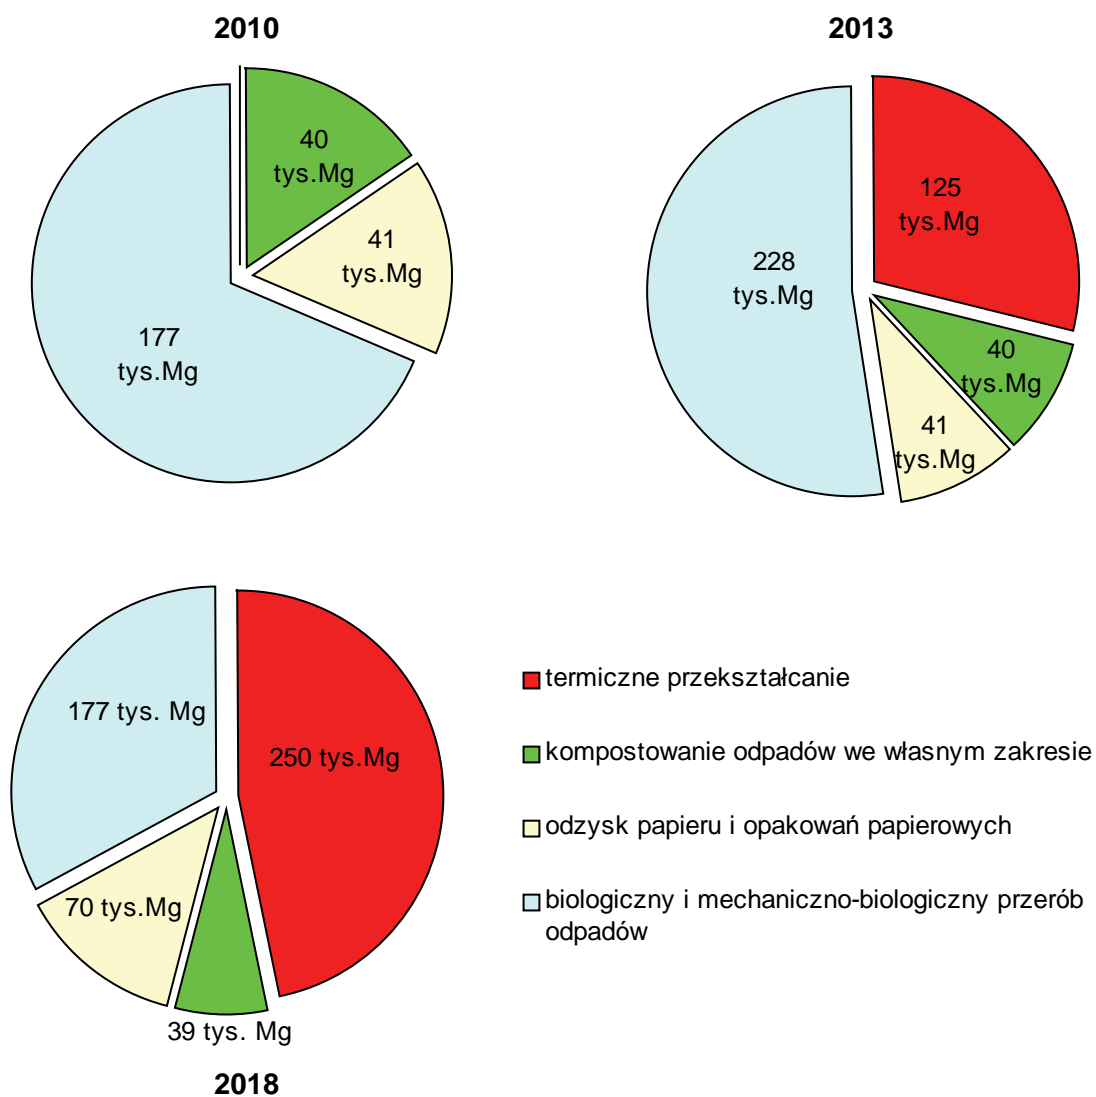 2010
40
tys.Mg
41
tys.Mg
177
tys.Mg
2013
125
tys.Mg
228
tys.Mg
40
tys.Mg
41
tys.Mg
177 tys. Mg
250 tys.Mg
70 tys.Mg
39 tys. Mg
2018
termiczne przekształcanie
kompostowanie odpadów we własnym zakresie
odzysk papieru i opakowań papierowych
biologiczny i mechaniczno-biologiczny przerób
odpadów